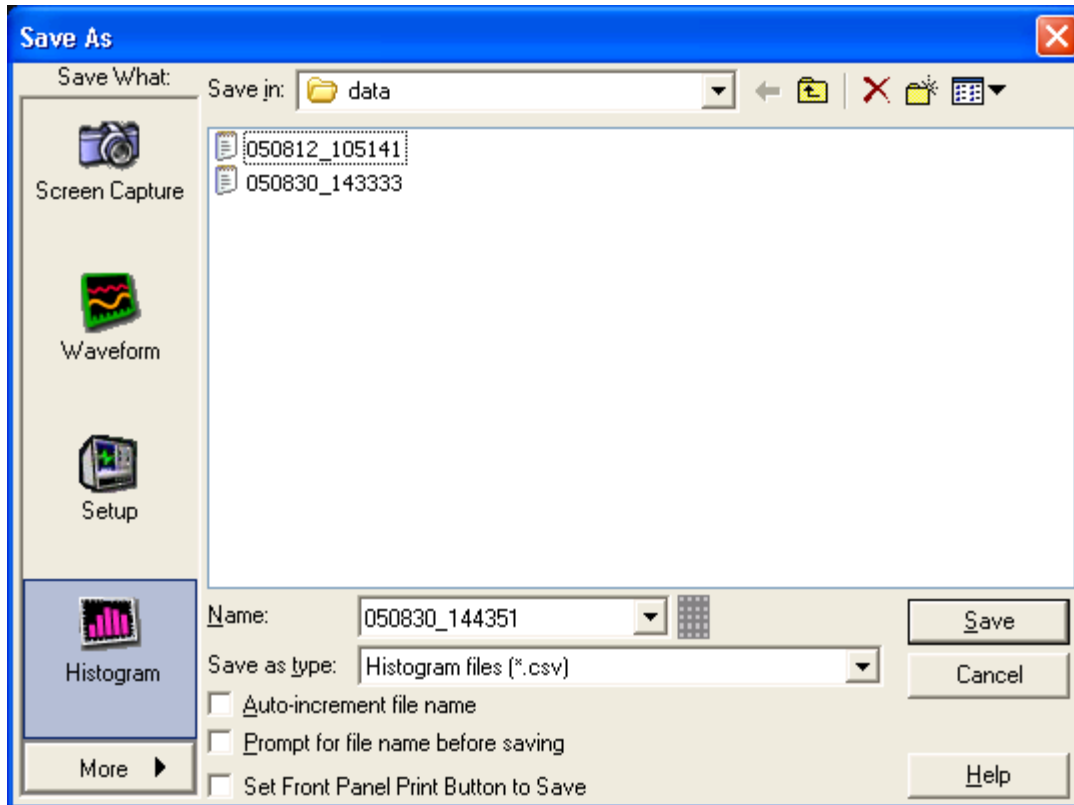 Save As
Save What:
Save in:
data
Screen Capture
Waveform
Setup
Histogram
More
050812_105141
050830_143333
Name:
050830_144351
Save as type:
Histogram files (*.csv)
Auto-increment file name
Prompt for file name before saving
Set Front Panel Print Button to Save
Save
Cancel
Help